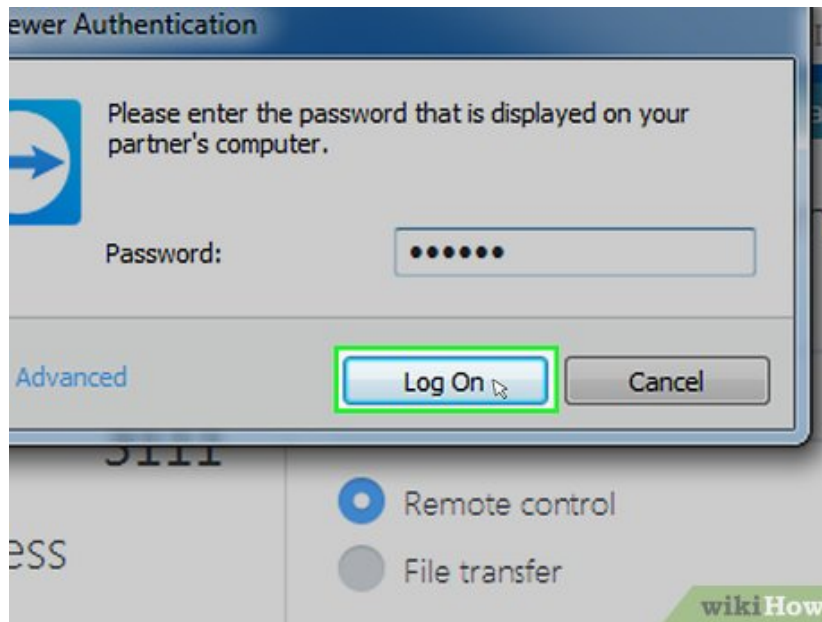 ewer Authentication
Please enter the password that is displayed on your
partner's computer.
Password:
Advanced
Log On
Cancel
3111
Remote control
ess
File transfer
wikiHow